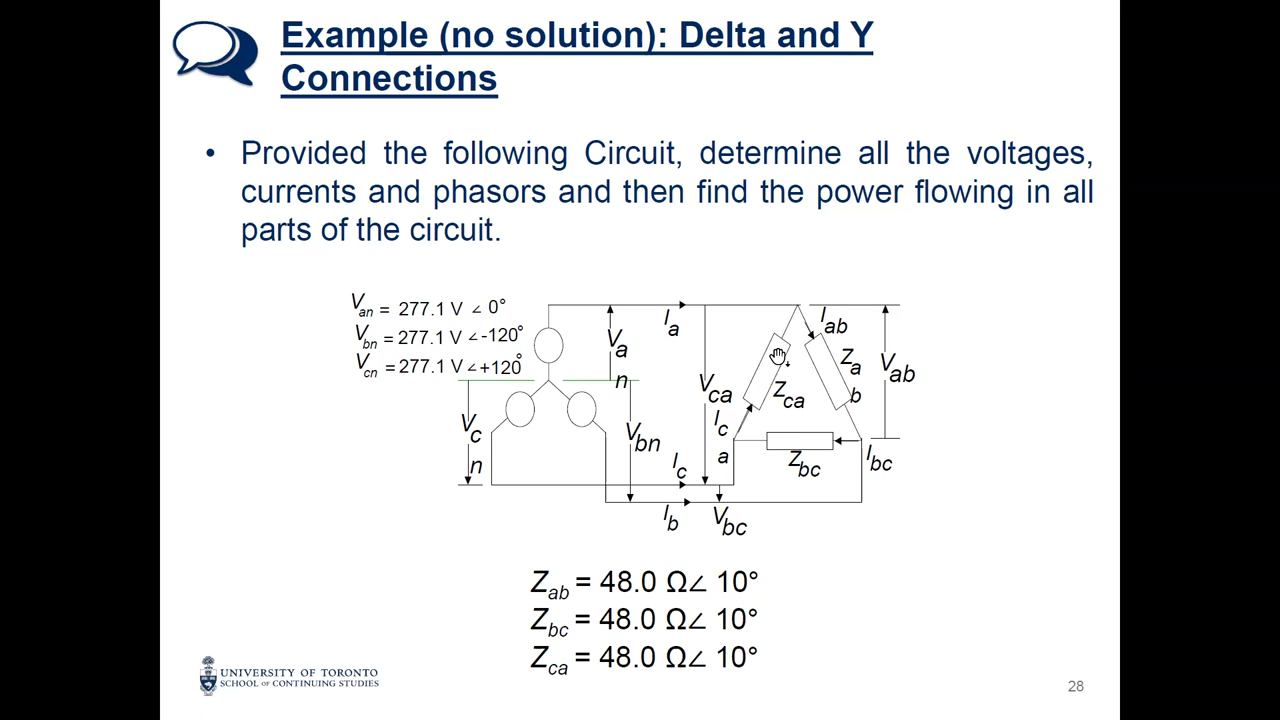 Example (no solution): Delta and Y
Connections
• Provided the following Circuit, determine all the voltages,
currents and phasors and then find the power flowing in all
parts of the circuit.
Van = 277.1 V ∠ 0°
Vbn = 277.1 V ∠ -120°
Vcn = 277.1 V ∠ +120°
Ia
Va
n
Iab
Za
b
Vab
Vca
Zca
Vc
n
Vbn
Ic
a
Zbc
Ibc
Ic
Ib
Vbc
Zab = 48.0 Ω∠ 10°
Zbc = 48.0 Ω∠ 10°
Zca = 48.0 Ω∠ 10°
UNIVERSITY OF TORONTO
SCHOOL OF CONTINUING STUDIES
28